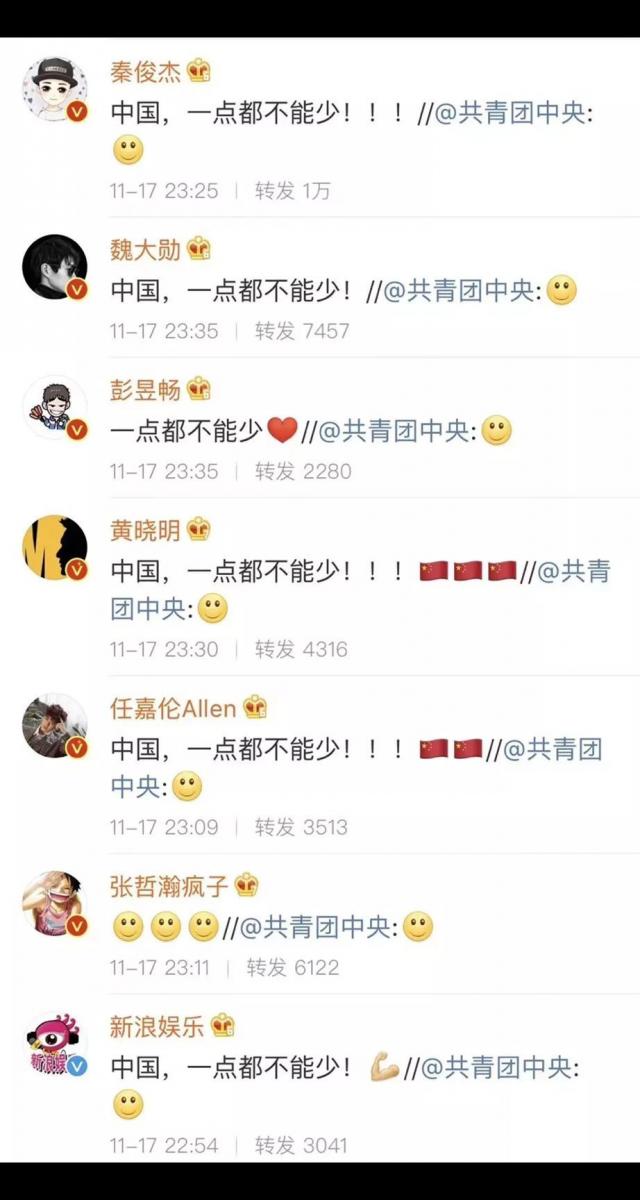 秦俊杰
中国，一点都不能少！！！//@共青团中央:
🙂
11-17 23:25 | 转发 1万
魏大勋
中国，一点都不能少！//@共青团中央:🙂
11-17 23:35 | 转发 7457
彭昱畅
一点都不能少❤️//@共青团中央:🙂
11-17 23:35 | 转发 2280
黄晓明
中国，一点都不能少！！！🇨🇳🇨🇳🇨🇳//@共青
团中央:🙂
11-17 23:30 | 转发 4316
任嘉伦Allen
中国，一点都不能少！！！🇨🇳🇨🇳//@共青团
中央:🙂
11-17 23:09 | 转发 3513
张哲瀚疯子
🙂🙂🙂//@共青团中央:🙂
11-17 23:11 | 转发 6122
新浪娱乐
新浪娱
中国，一点都不能少！💪//@共青团中央:
🙂
11-17 22:54 | 转发 3041